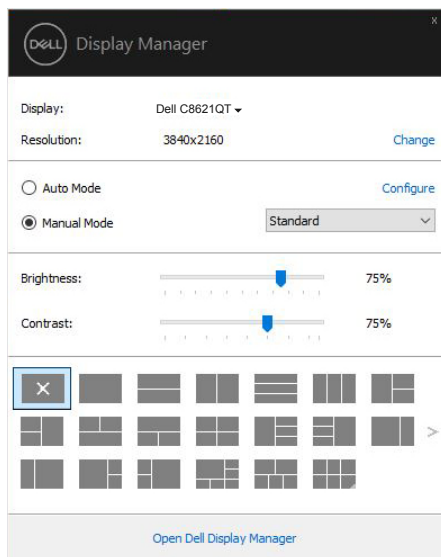 x
DELL Display Manager
Display: Dell C8621QT
Resolution: 3840x2160 Change
Auto Mode Configure
Manual Mode Standard
Brightness: 75%
Contrast: 75%
Open Dell Display Manager